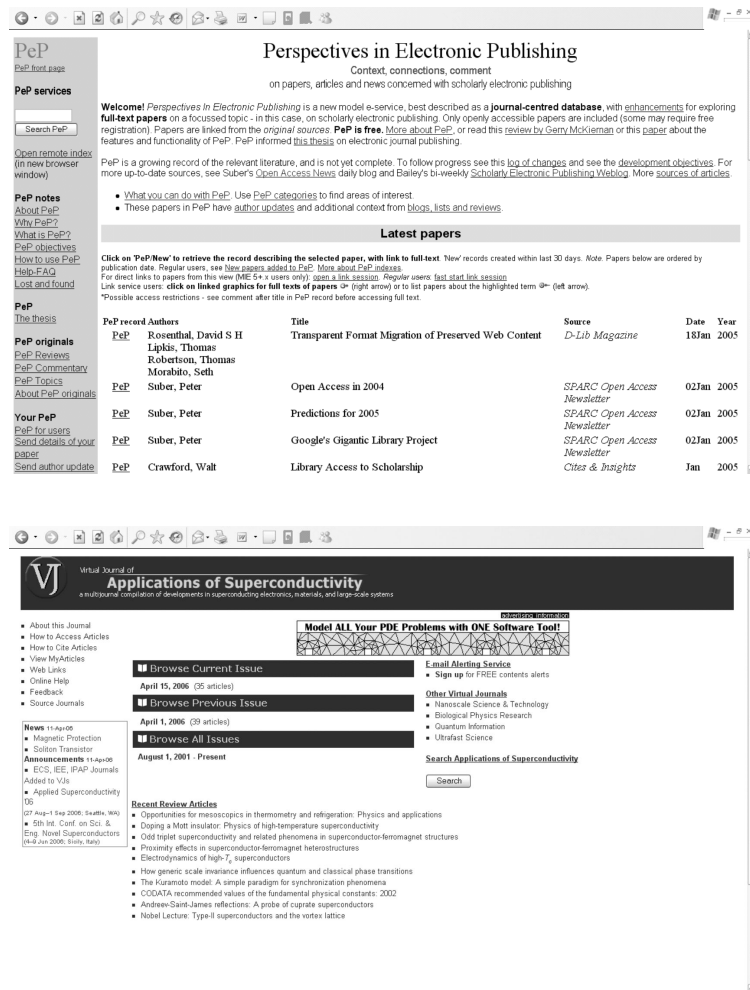 Perspectives in Electronic Publishing
Context, connections, comment
on papers, articles and news concerned with scholarly electronic publishing
PeP
PeP front page
PeP services
Search PeP
Open remote index
(in new browser
window)
PeP notes
About PeP
Why PeP?
What is PeP?
PeP objectives
How to use PeP
Help-FAQ
Lost and found
PeP
The thesis
PeP originals
PeP Reviews
PeP Commentary
PeP Topics
About PeP originals
Your PeP
PeP for users
Send details of your
paper
Send author update
Welcome! Perspectives In Electronic Publishing is a new model e-service, best described as a journal-centred database, with enhancements for exploring
full-text papers on a focussed topic - in this case, on scholarly electronic publishing. Only openly accessible papers are included (some may require free
registration). Papers are linked from the original sources. PeP is free. More about PeP, or read this review by Gerry McKiernan or this paper about the
features and functionality of PeP. PeP informed this thesis on electronic journal publishing.
PeP is a growing record of the relevant literature, and is not yet complete. To follow progress see this log of changes and see the development objectives. For
more up-to-date sources, see Suber's Open Access News daily blog and Bailey's bi-weekly Scholarly Electronic Publishing Weblog. More sources of articles.
• What you can do with PeP. Use PeP categories to find areas of interest.
• These papers in PeP have author updates and additional context from blogs, lists and reviews.
Latest papers
Click on 'PeP/New' to retrieve the record describing the selected paper, with link to full-text. 'New' records created within last 30 days. Note. Papers below are ordered by
publication date. Regular users, see New papers added to PeP. More about PeP indexes.
For direct links to papers from this view (MIE 5+.x users only): open a link session. Regular users: fast start link session
Link service users: click on linked graphics for full texts of papers (right arrow) or to list papers about the highlighted term (left arrow).
*Possible access restrictions - see comment after title in PeP record before accessing full text.
PeP record Authors Title Source Date Year
PeP Rosenthal, David S H Transparent Format Migration of Preserved Web Content D-Lib Magazine 18Jan 2005
Lipkis, Thomas
Robertson, Thomas
Morabito, Seth
PeP Suber, Peter Open Access in 2004 SPARC Open Access 02Jan 2005
Newsletter
PeP Suber, Peter Predictions for 2005 SPARC Open Access 02Jan 2005
Newsletter
PeP Suber, Peter Google's Gigantic Library Project SPARC Open Access 02Jan 2005
Newsletter
PeP Crawford, Walt Library Access to Scholarship Cites & Insights Jan 2005
VJ
Virtual Journal of
Applications of Superconductivity
a multijournal compilation of developments in superconducting electronics, materials, and large-scale systems
About this Journal
How to Access Articles
How to Cite Articles
View MyArticles
Web Links
Online Help
Feedback
Source Journals
News 11-Apr-06
Magnetic Protection
Soliton Transistor
Announcements 11-Apr-06
ECS, IEE, IPAP Journals
Added to VJs
Applied Superconductivity
'06
(27 Aug–1 Sep 2006; Seattle, WA)
5th Int. Conf. on Sci. &
Eng. Novel Superconductors
(4–9 Jun 2006; Sicily, Italy)
advertising information
Model ALL Your PDE Problems with ONE Software Tool!
Browse Current Issue
April 15, 2006 (35 articles)
Browse Previous Issue
April 1, 2006 (39 articles)
Browse All Issues
August 1, 2001 - Present
E-mail Alerting Service
Sign up for FREE contents alerts
Other Virtual Journals
Nanoscale Science & Technology
Biological Physics Research
Quantum Information
Ultrafast Science
Search Applications of Superconductivity
Search
Recent Review Articles
Opportunities for mesoscopics in thermometry and refrigeration: Physics and applications
Doping a Mott insulator: Physics of high-temperature superconductivity
Odd triplet superconductivity and related phenomena in superconductor-ferromagnet structures
Proximity effects in superconductor-ferromagnet heterostructures
Electrodynamics of high-Tc superconductors
How generic scale invariance influences quantum and classical phase transitions
The Kuramoto model: A simple paradigm for synchronization phenomena
CODATA recommended values of the fundamental physical constants: 2002
Andreev-Saint-James reflections: A probe of cuprate superconductors
Nobel Lecture: Type-II superconductors and the vortex lattice